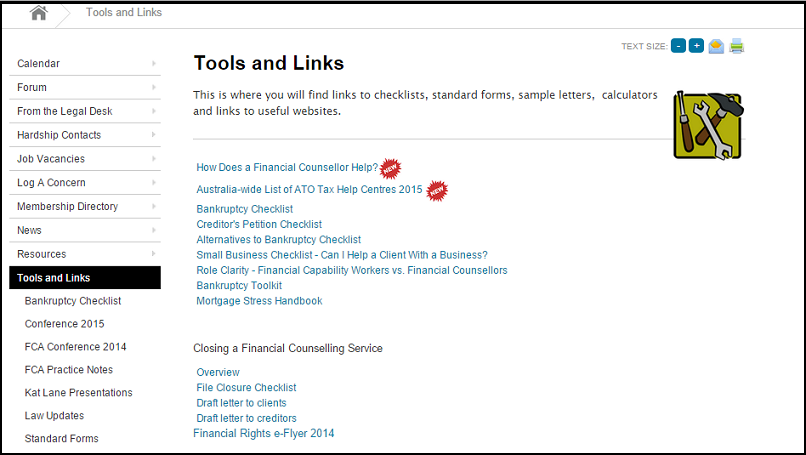 Tools and Links
TEXT SIZE: - +
Calendar
Forum
From the Legal Desk
Hardship Contacts
Job Vacancies
Log A Concern
Membership Directory
News
Resources
Tools and Links
Bankruptcy Checklist
Conference 2015
FCA Conference 2014
FCA Practice Notes
Kat Lane Presentations
Law Updates
Standard Forms
Tools and Links
This is where you will find links to checklists, standard forms, sample letters,  calculators
and links to useful websites.
How Does a Financial Counsellor Help? NEW
Australia-wide List of ATO Tax Help Centres 2015 NEW
Bankruptcy Checklist
Creditor's Petition Checklist
Alternatives to Bankruptcy Checklist
Small Business Checklist - Can I Help a Client With a Business?
Role Clarity - Financial Capability Workers vs. Financial Counsellors
Bankruptcy Toolkit
Mortgage Stress Handbook
Closing a Financial Counselling Service
Overview
File Closure Checklist
Draft letter to clients
Draft letter to creditors
Financial Rights e-Flyer 2014